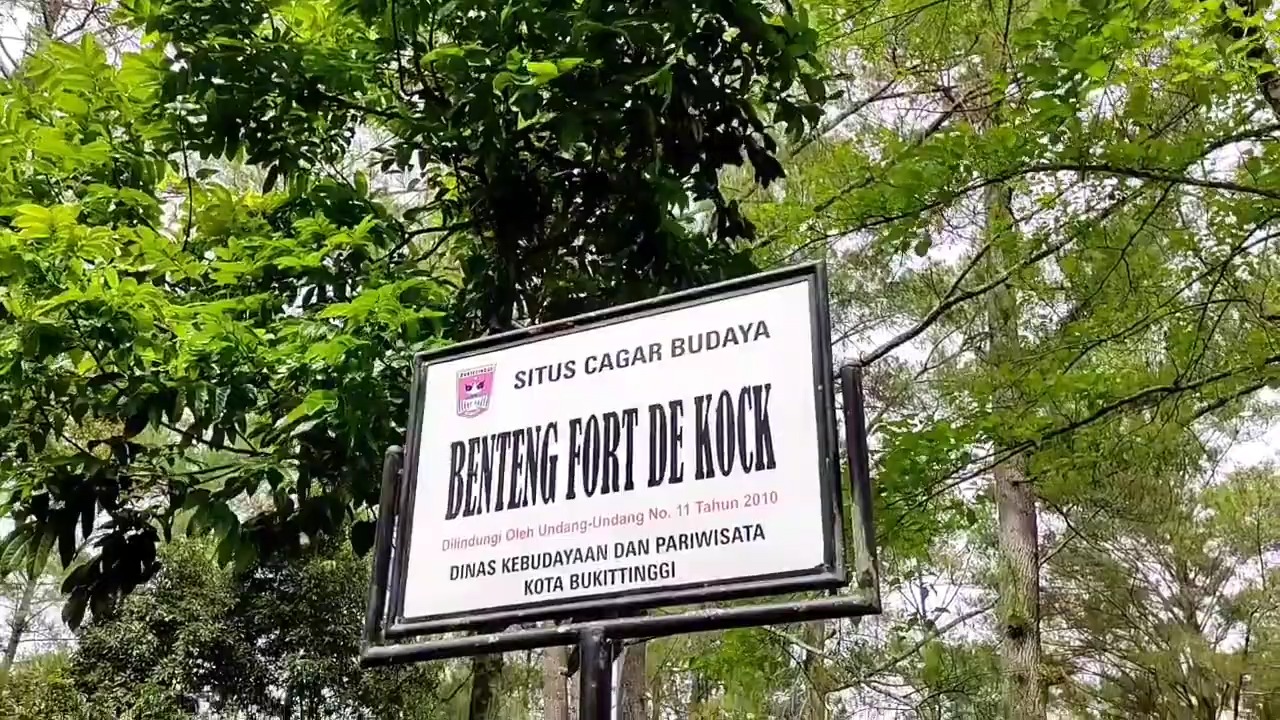 SITUS CAGAR BUDAYA
BENTENG FORT DE KOCK
Dilindungi Oleh Undang-Undang No. 11 Tahun 2010
DINAS KEBUDAYAAN DAN PARIWISATA
KOTA BUKITTINGGI